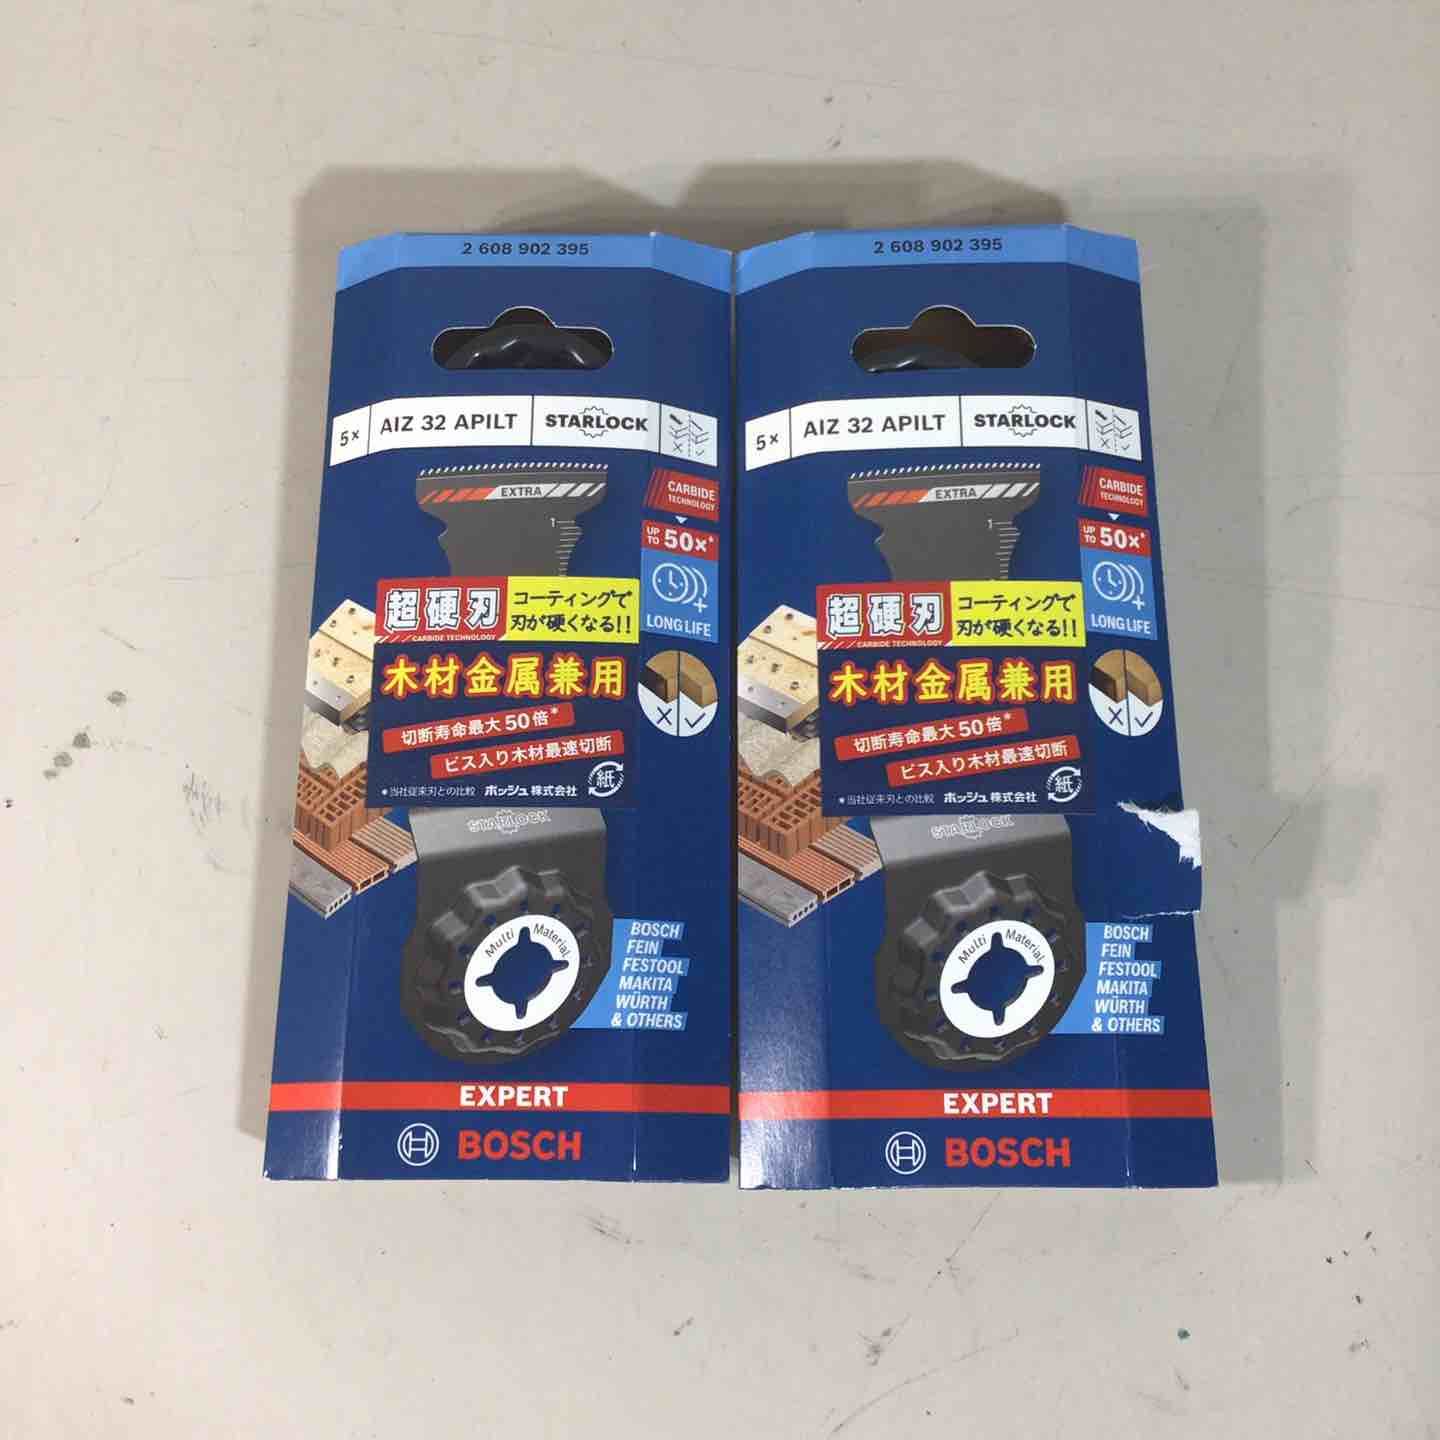 2 608 902 395
5×
AIZ 32 APILT
STARLOCK
EXTRA
1
CARBIDE
TECHNOLOGY
UP TO 50×*
LONG LIFE
超硬刃
CARBIDE TECHNOLOGY
コーティングで
刃が硬くなる!!
木材金属兼用
切断寿命最大50倍*
ビス入り木材最速切断
*当社従来刃との比較 ボッシュ株式会社
紙
STARLOCK
Multi Material
BOSCH
FEIN
FESTOOL
MAKITA
WÜRTH
& OTHERS
EXPERT
BOSCH
2 608 902 395
5×
AIZ 32 APILT
STARLOCK
EXTRA
1
CARBIDE
TECHNOLOGY
UP TO 50×*
LONG LIFE
超硬刃
CARBIDE TECHNOLOGY
コーティングで
刃が硬くなる!!
木材金属兼用
切断寿命最大50倍*
ビス入り木材最速切断
*当社従来刃との比較 ボッシュ株式会社
紙
STARLOCK
Multi Material
BOSCH
FEIN
FESTOOL
MAKITA
WÜRTH
& OTHERS
EXPERT
BOSCH